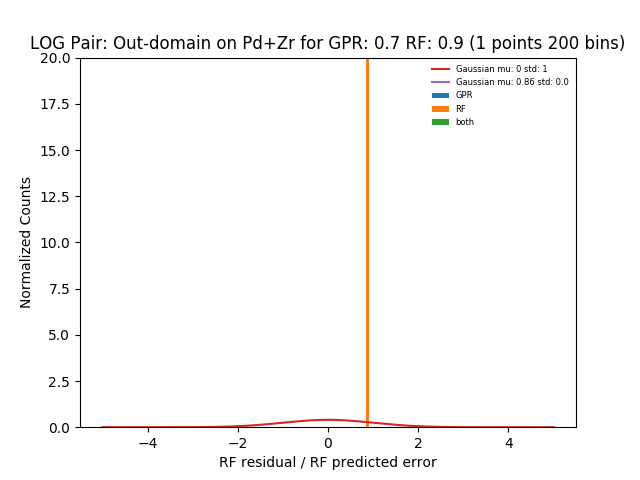 LOG Pair: Out-domain on Pd+Zr for GPR: 0.7 RF: 0.9 (1 points 200 bins)
20.0
17.5
15.0
12.5
10.0
7.5
5.0
2.5
0.0
Normalized Counts
Gaussian mu: 0 std: 1
Gaussian mu: 0.86 std: 0.0
GPR
RF
both
−4
−2
0
2
4
RF residual / RF predicted error